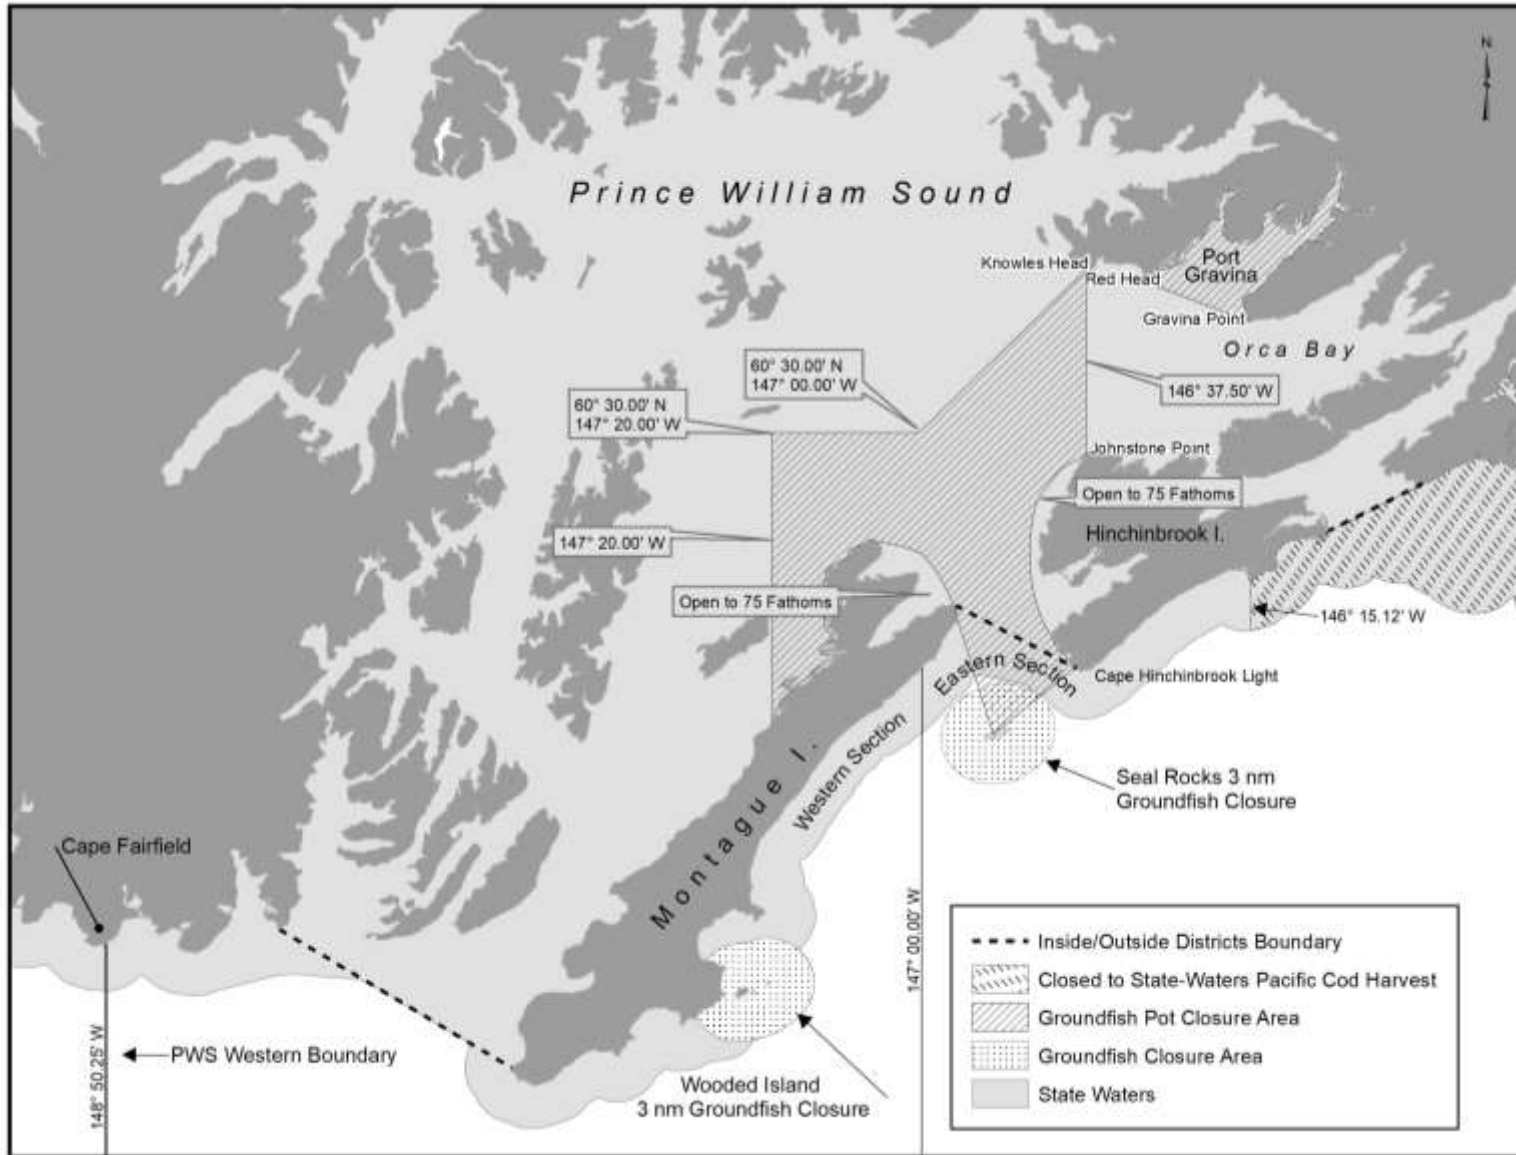 N
Prince William Sound
Knowles Head
Red Head
Port
Gravina
Gravina Point
Orca Bay
60° 30.00' N
147° 00.00' W
146° 37.50' W
60° 30.00' N
147° 20.00' W
Johnstone Point
Open to 75 Fathoms
Hinchinbrook I.
147° 20.00' W
Open to 75 Fathoms
146° 15.12' W
Eastern Section
Cape Hinchinbrook Light
Western Section
Montague I.
Seal Rocks 3 nm
Groundfish Closure
Cape Fairfield
147° 00.00' W
148° 50.25' W
PWS Western Boundary
Wooded Island
3 nm Groundfish Closure
Inside/Outside Districts Boundary
Closed to State-Waters Pacific Cod Harvest
Groundfish Pot Closure Area
Groundfish Closure Area
State Waters